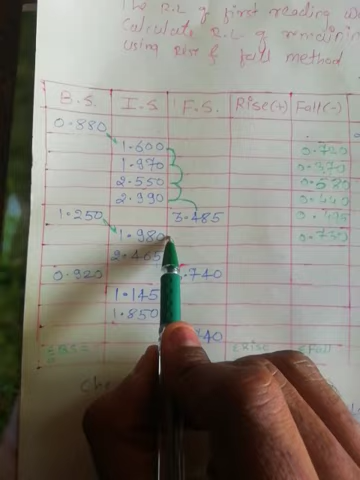 The R.L of first reading
Calculate R.L of
using rise & fall method
B.S. I.S F.S. Rise(+) Fall(-)
0.880
1.600 0.720
1.970 0.370
2.550 0.580
2.990 0.440
1.250 3.485 0.495
1.980 0.730
2.465
0.920 .740
1.145
1.850
40
ΣBS= ΣRise ΣFall
Che